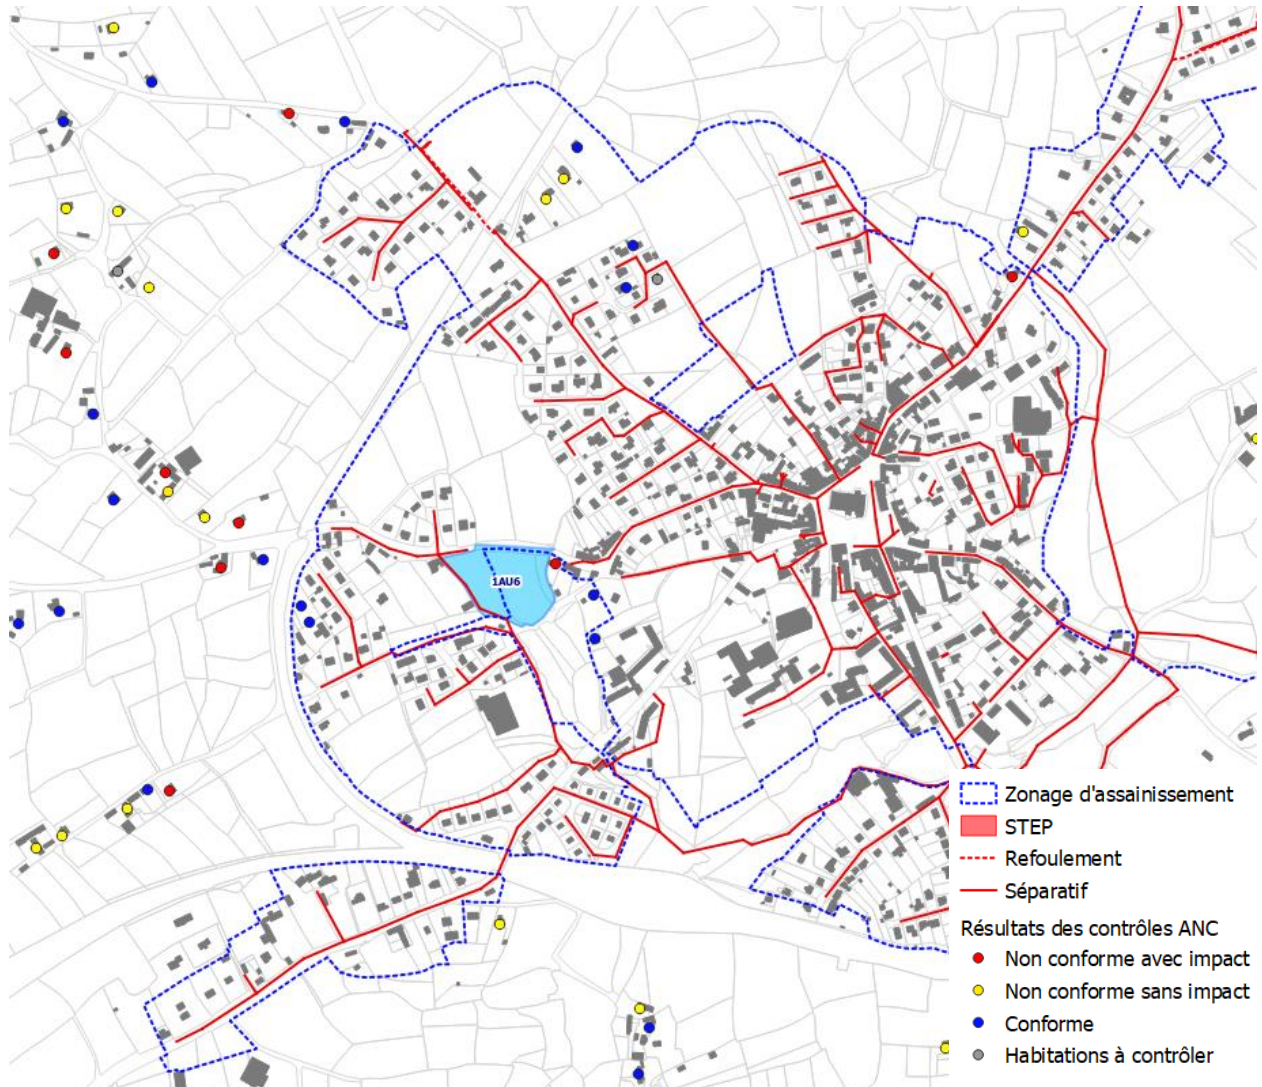 1AU6
Zonage d'assainissement
STEP
Refoulement
Séparatif
Résultats des contrôles ANC
Non conforme avec impact
Non conforme sans impact
Conforme
Habitations à contrôler